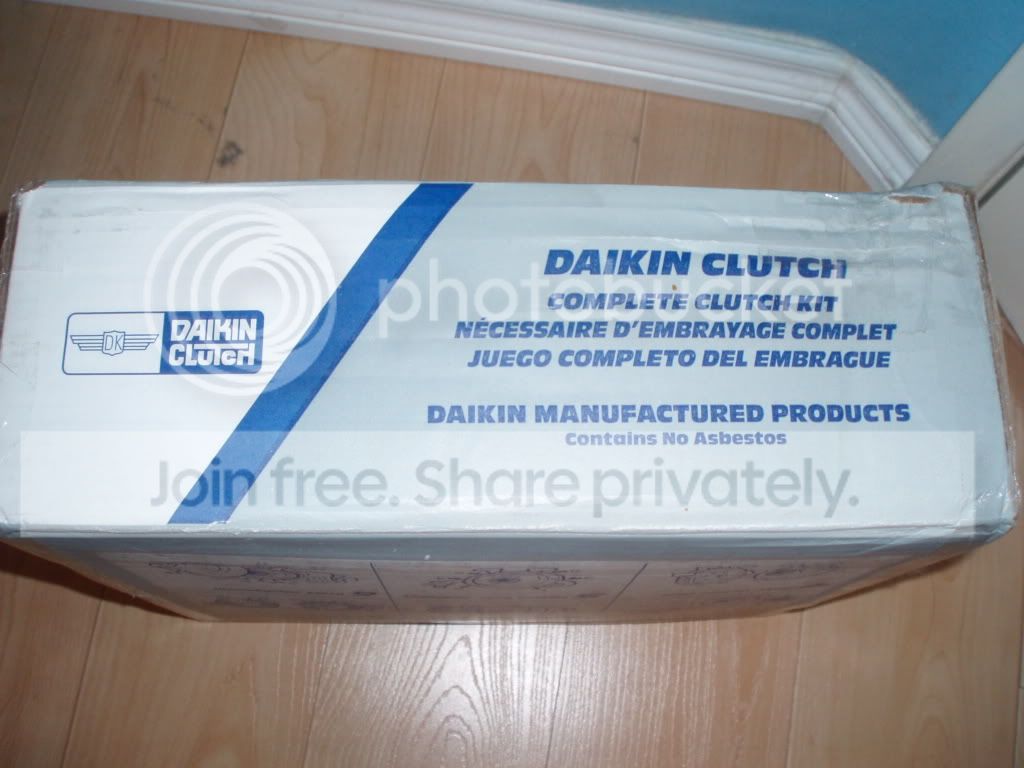 DAIKIN CLUTCH
COMPLETE CLUTCH KIT
NÉCESSAIRE D'EMBRAYAGE COMPLET
JUEGO COMPLETO DEL EMBRAGUE
DK
DAIKIN
CLUTCH
DAIKIN MANUFACTURED PRODUCTS
Contains No Asbestos
photobucket
Join free. Share privately.